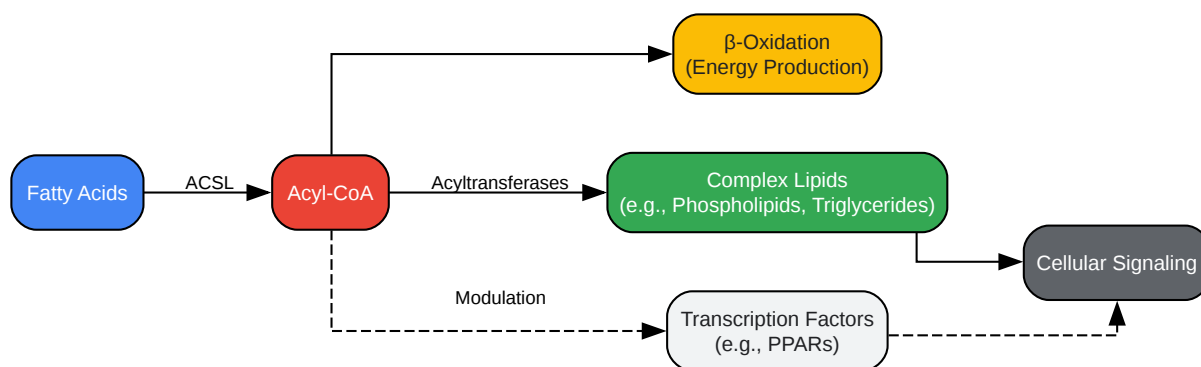 β-Oxidation
(Energy Production)
Fatty Acids
ACSL
Acyl-CoA
Acyltransferases
Complex Lipids
(e.g., Phospholipids, Triglycerides)
Cellular Signaling
Modulation
Transcription Factors
(e.g., PPARs)